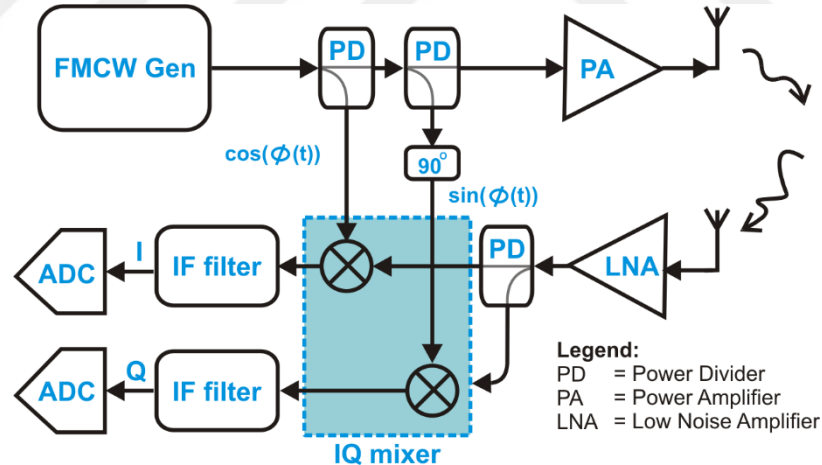 FMCW Gen
PD
PD
PA
cos(Φ(t))
90°
sin(Φ(t))
ADC
I
IF filter
PD
LNA
ADC
Q
IF filter
IQ mixer
Legend:
PD = Power Divider
PA = Power Amplifier
LNA = Low Noise Amplifier